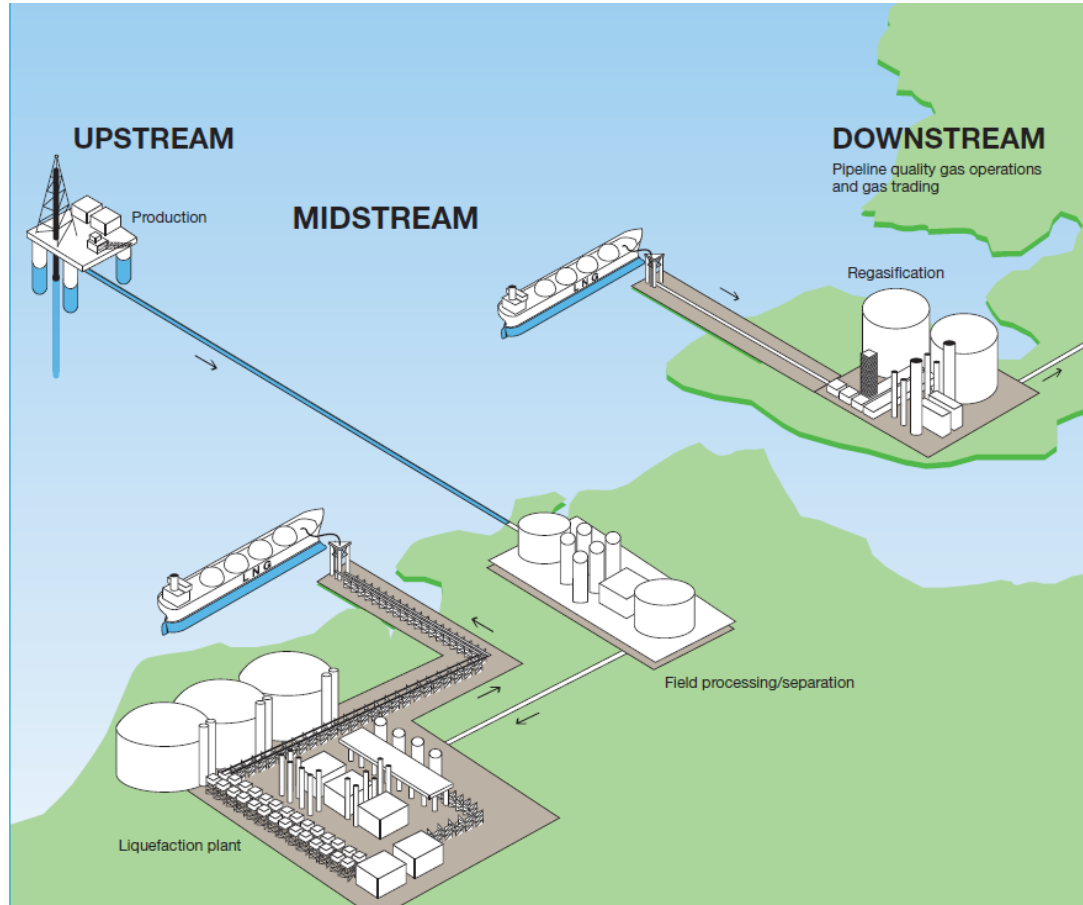 UPSTREAM
Production
MIDSTREAM
DOWNSTREAM
Pipeline quality gas operations
and gas trading
LNG
Regasification
LNG
Field processing/separation
Liquefaction plant